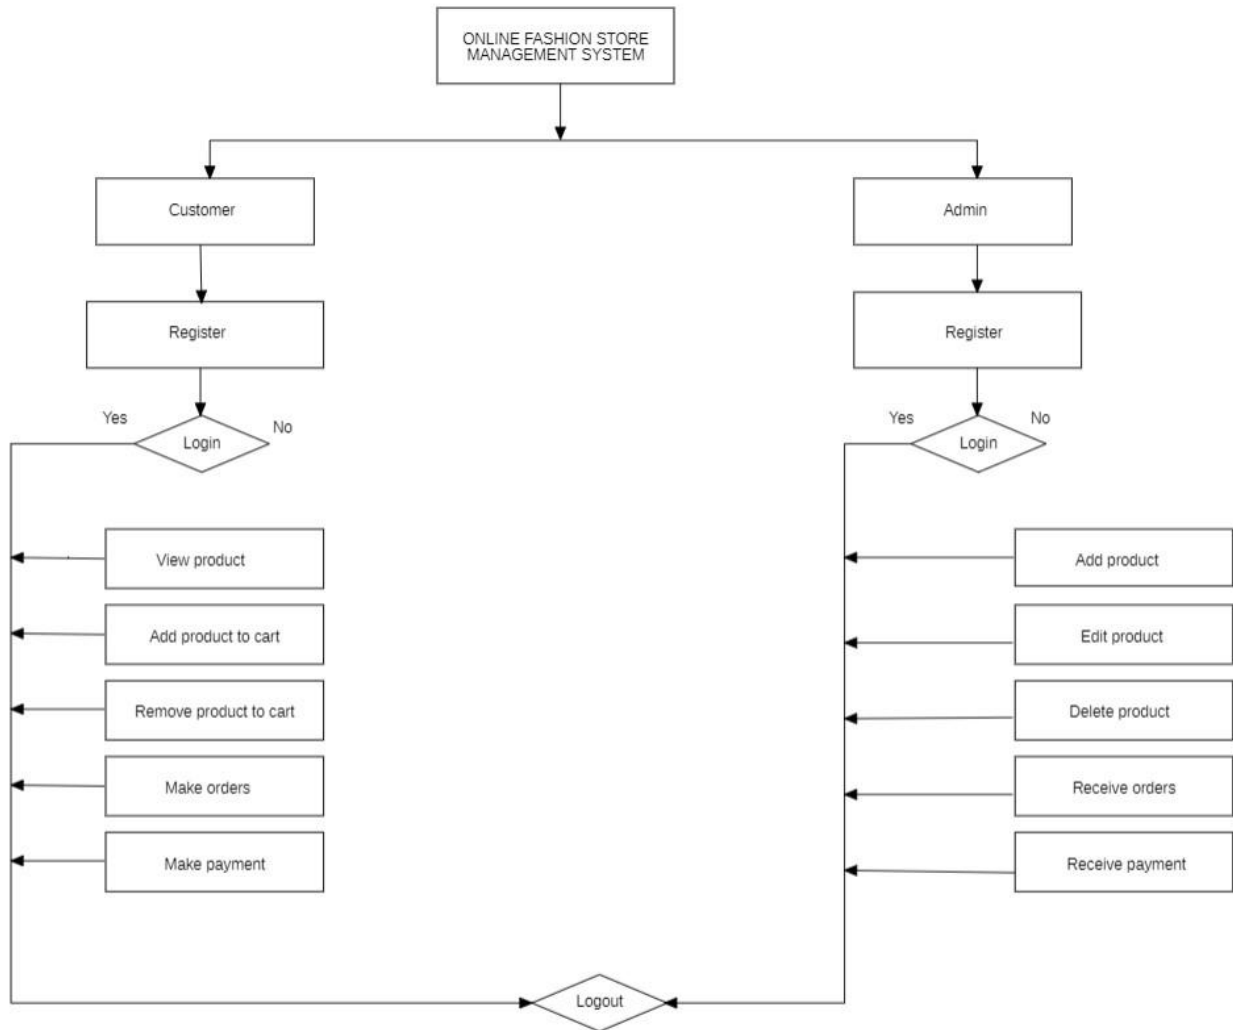 ONLINE FASHION STORE
MANAGEMENT SYSTEM
Customer
Admin
Register
Register
Yes
No
Login
Yes
No
Login
View product
Add product
Add product to cart
Edit product
Remove product to cart
Delete product
Make orders
Receive orders
Make payment
Receive payment
Logout